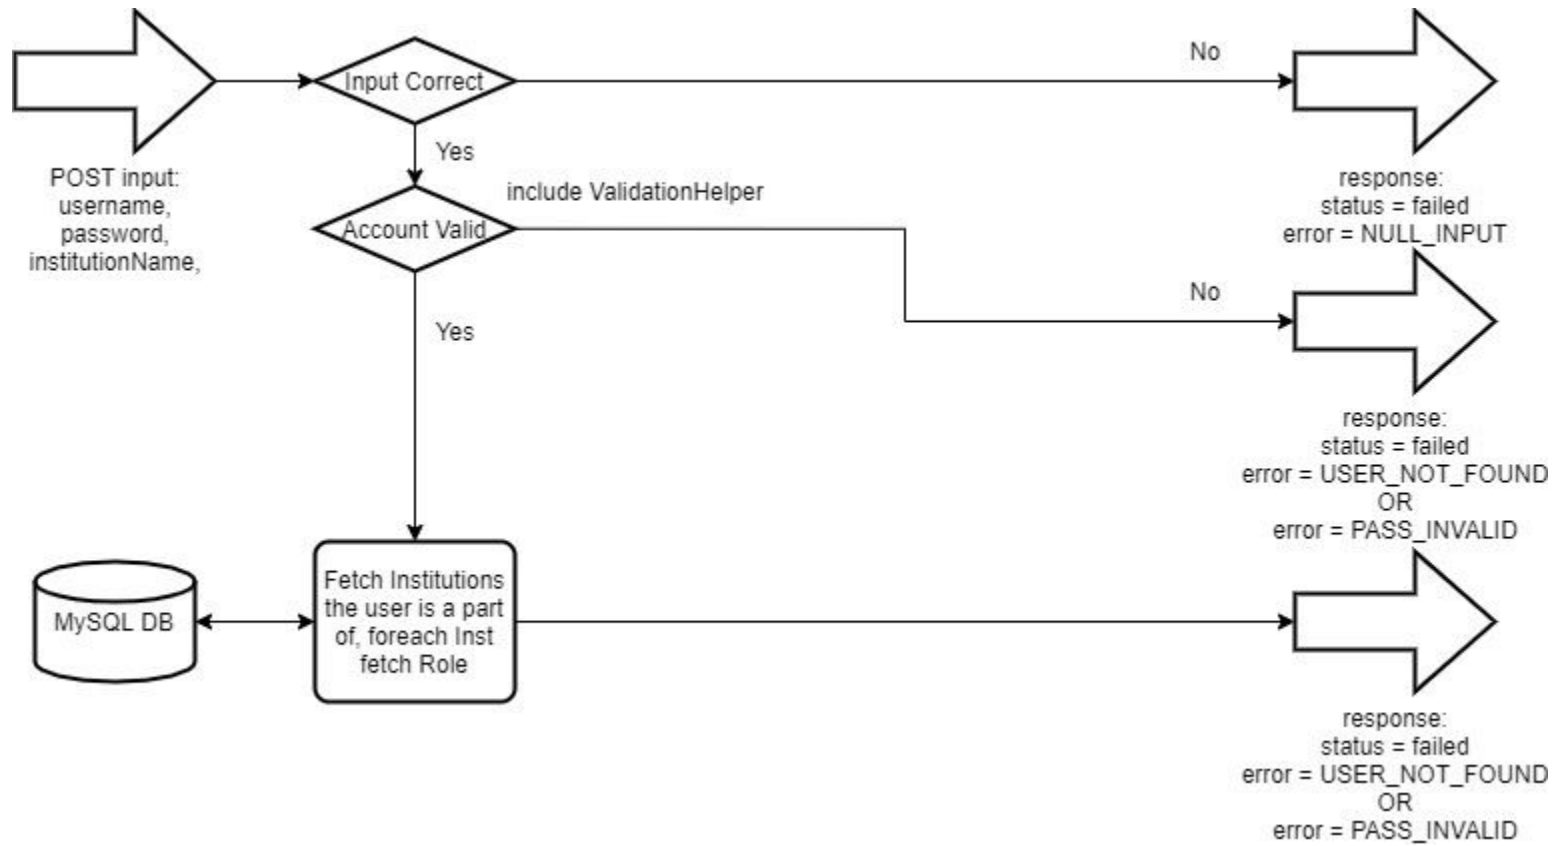 Input Correct
No
Yes
POST input:
username,
password,
institutionName,
response:
status = failed
error = NULL_INPUT
include ValidationHelper
Account Valid
No
Yes
response:
status = failed
error = USER_NOT_FOUND
OR
error = PASS_INVALID
MySQL DB
Fetch Institutions
the user is a part
of, foreach Inst
fetch Role
response:
status = failed
error = USER_NOT_FOUND
OR
error = PASS_INVALID